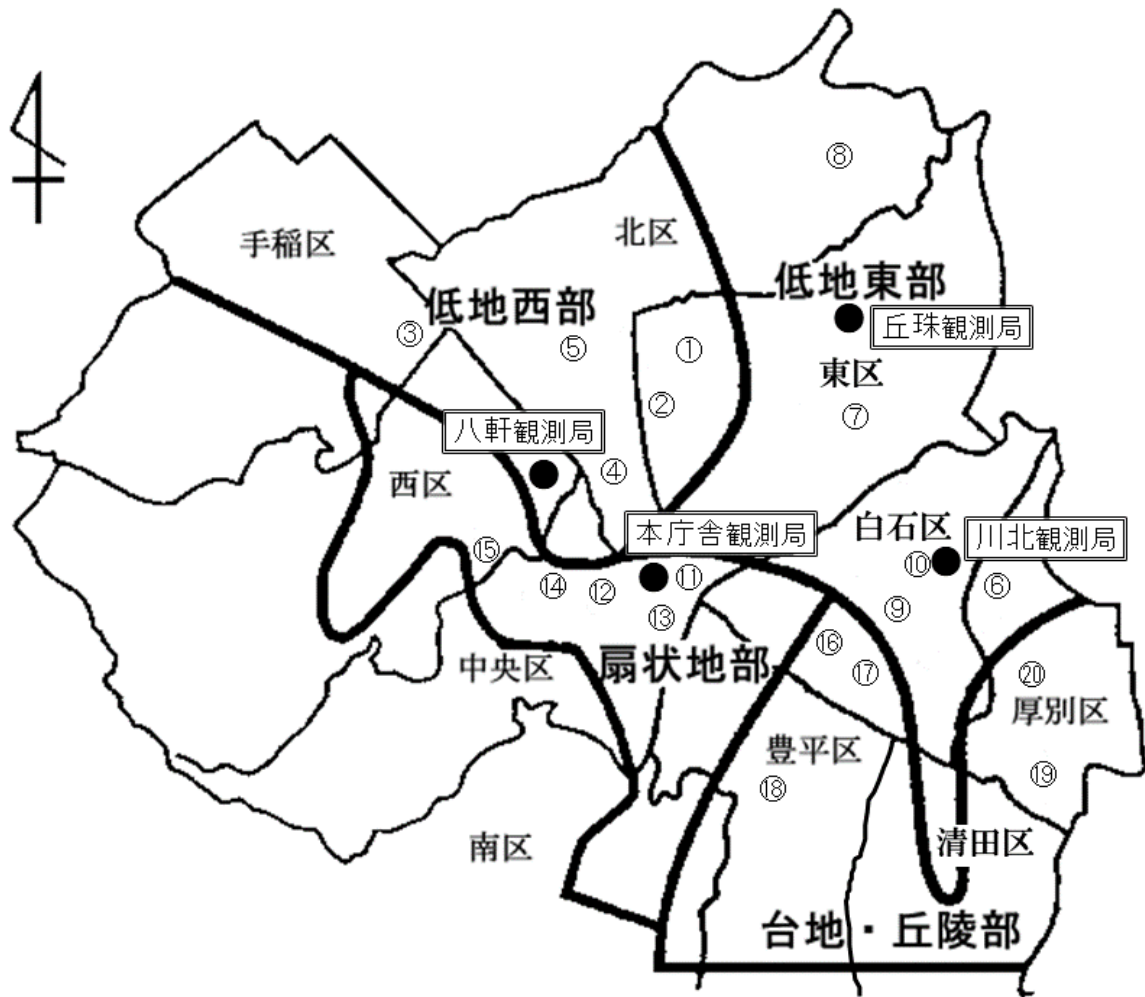 ⑧
手稲区
北区
低地西部
低地東部
③
⑤
①
丘珠観測局
東区
②
⑦
八軒観測局
④
西区
本庁舎観測局
白石区
川北観測局
⑮
⑭
⑫
⑪
⑩
⑥
⑬
⑨
中央区
扇状地部
⑯
⑰
⑳
厚別区
豊平区
⑱
⑲
南区
清田区
台地・丘陵部